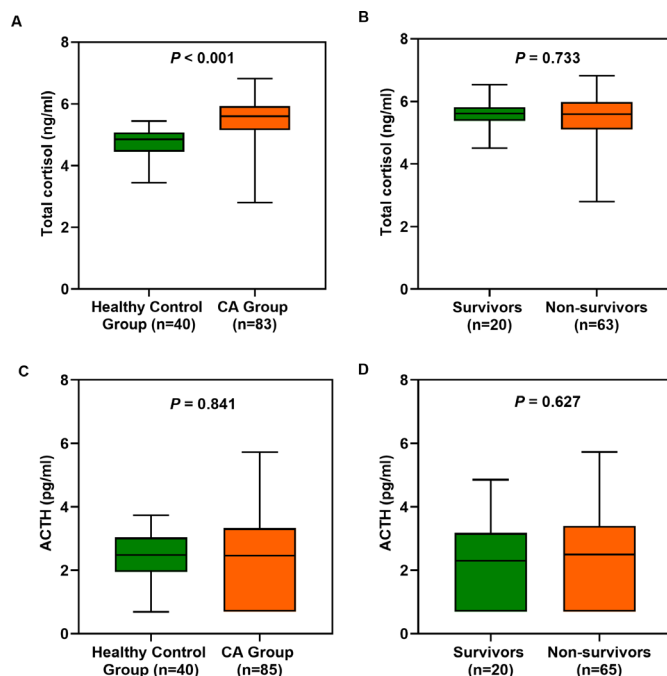 A
P < 0.001
Total cortisol (ng/ml)
8
6
4
2
0
Healthy Control
Group (n=40)
CA Group
(n=83)
B
P = 0.733
Total cortisol (ng/ml)
8
6
4
2
0
Survivors
(n=20)
Non-survivors
(n=63)
C
P = 0.841
ACTH (pg/ml)
8
6
4
2
0
Healthy Control
Group (n=40)
CA Group
(n=85)
D
P = 0.627
ACTH (pg/ml)
8
6
4
2
0
Survivors
(n=20)
Non-survivors
(n=65)